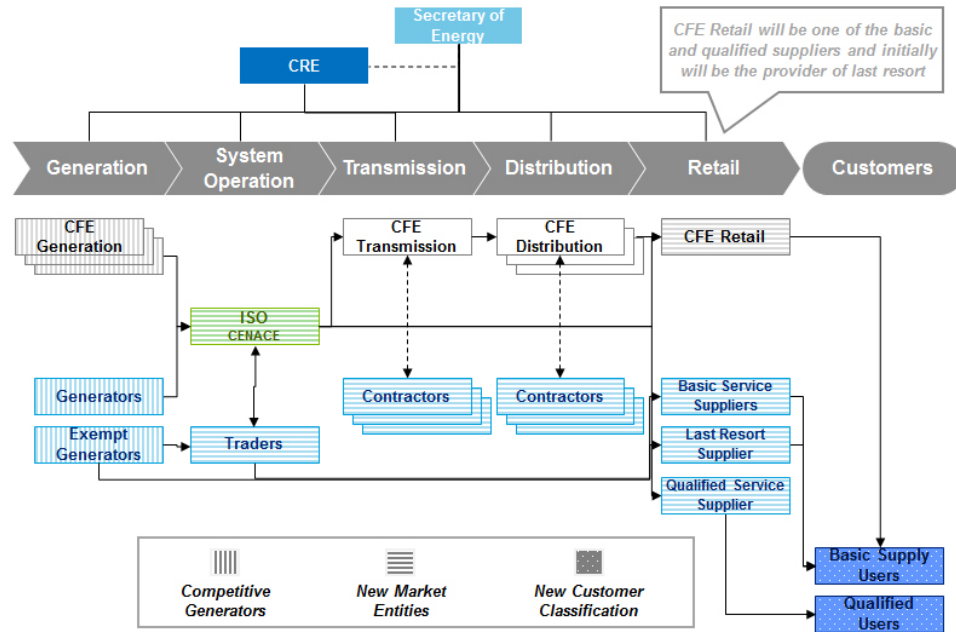 Secretary of
Energy
CRE
CFE Retail will be one of the basic
and qualified suppliers and initially
will be the provider of last resort
Generation
System
Operation
Transmission
Distribution
Retail
Customers
CFE
Generation
CFE
Transmission
CFE
Distribution
CFE Retail
ISO
CENACE
Generators
Contractors
Contractors
Basic Service
Suppliers
Exempt
Generators
Traders
Last Resort
Supplier
Qualified Service
Supplier
Basic Supply
Users
Qualified
Users
Competitive
Generators
New Market
Entities
New Customer
Classification